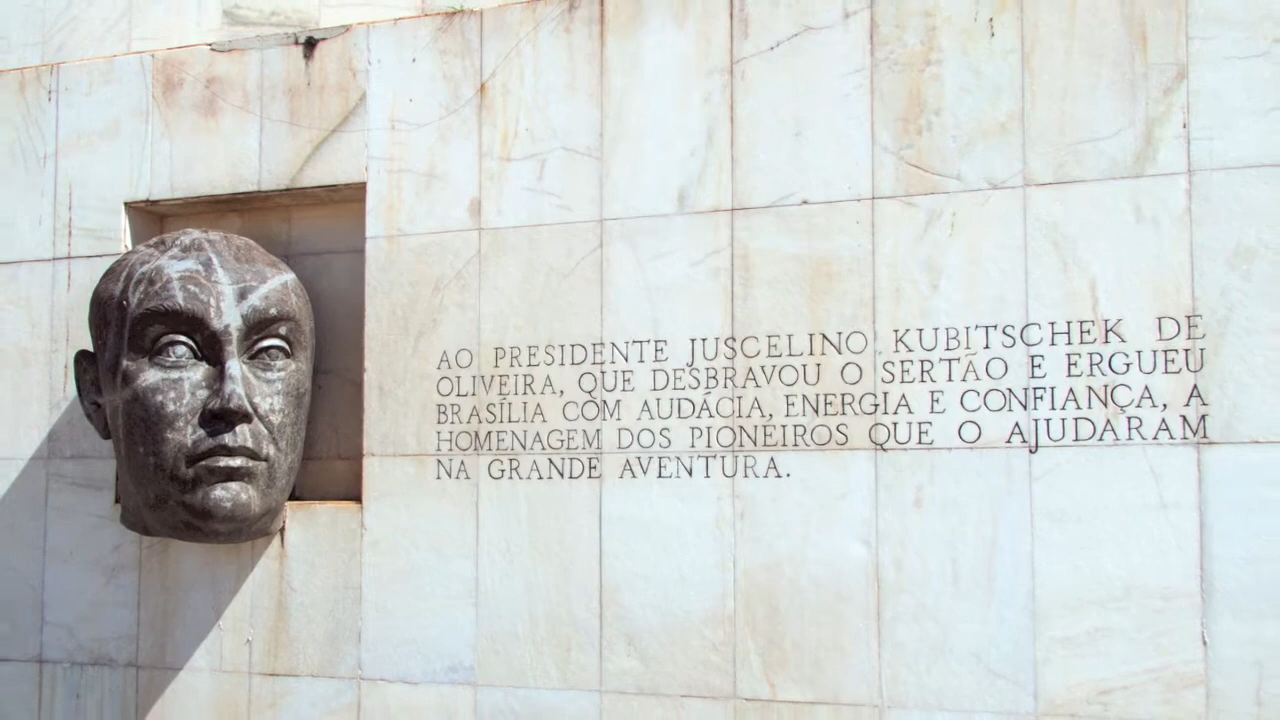 AO PRESIDENTE JUSCELINO KUBITSCHEK DE
OLIVEIRA, QUE DESBRAVOU O SERTÃO E ERGUEU
BRASÍLIA COM AUDÁCIA, ENERGIA E CONFIANÇA, A
HOMENAGEM DOS PIONEIROS QUE O AJUDARAM
NA GRANDE AVENTURA.